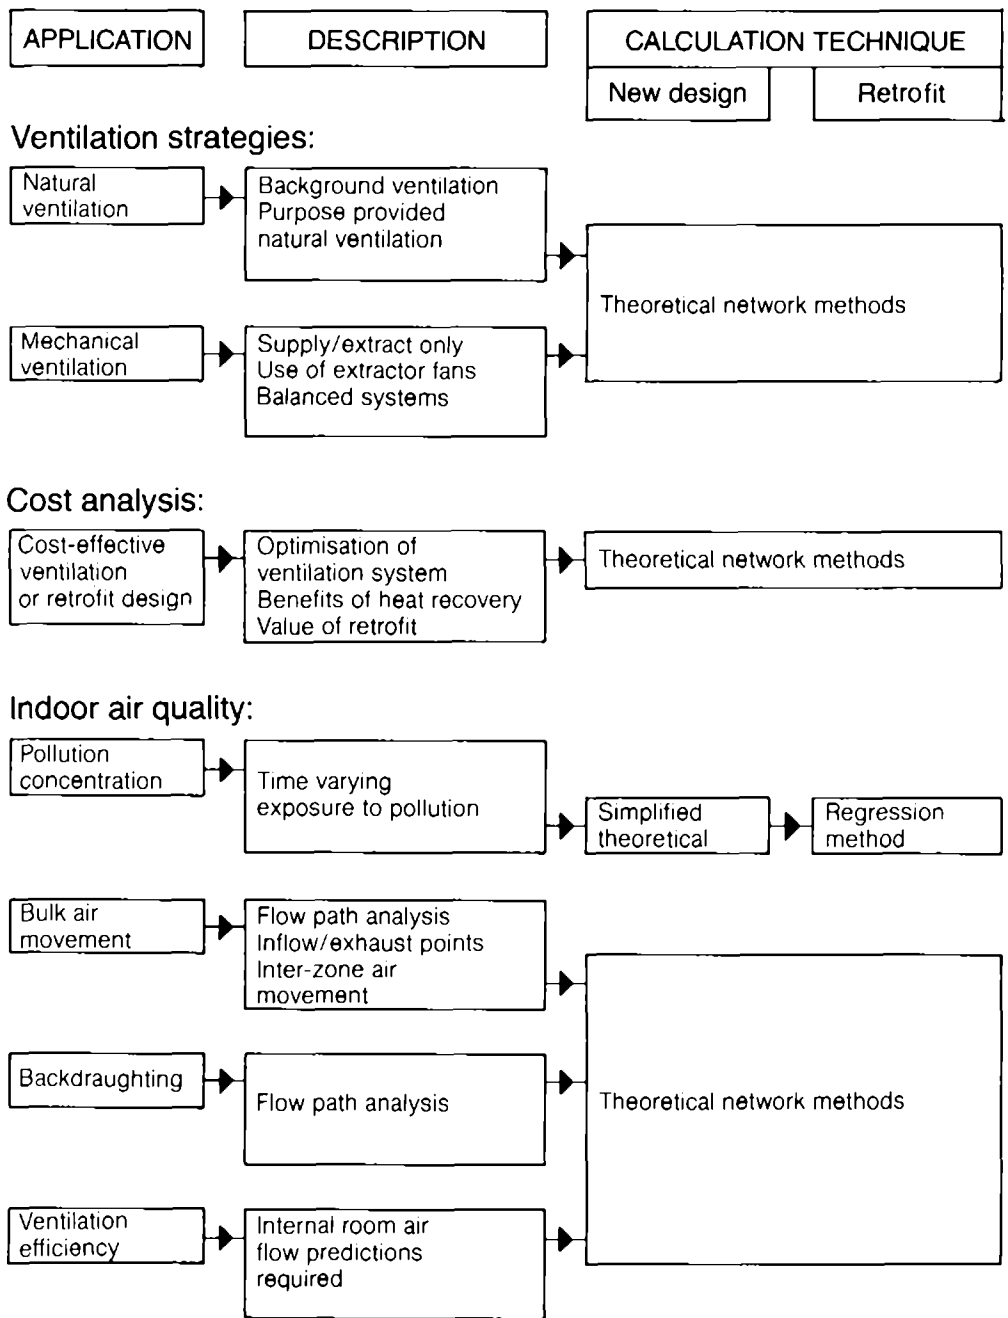 APPLICATION
DESCRIPTION
CALCULATION TECHNIQUE
New design
Retrofit
Ventilation strategies:
Natural
ventilation
Background ventilation
Purpose provided
natural ventilation
Theoretical network methods
Mechanical
ventilation
Supply/extract only
Use of extractor fans
Balanced systems
Cost analysis:
Cost-effective
ventilation
or retrofit design
Optimisation of
ventilation system
Benefits of heat recovery
Value of retrofit
Theoretical network methods
Indoor air quality:
Pollution
concentration
Time varying
exposure to pollution
Simplified
theoretical
Regression
method
Bulk air
movement
Flow path analysis
Inflow/exhaust points
Inter-zone air
movement
Backdraughting
Flow path analysis
Theoretical network methods
Ventilation
efficiency
Internal room air
flow predictions
required